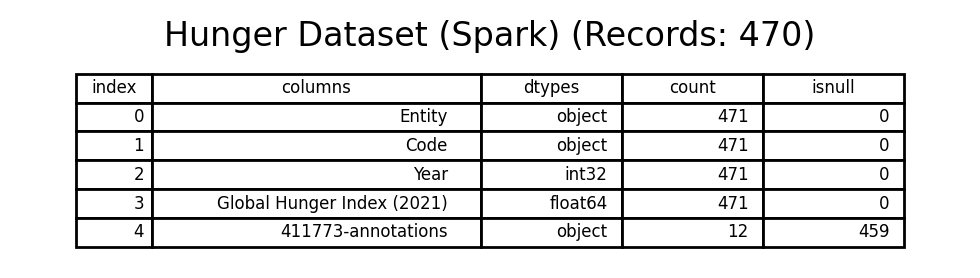 Hunger Dataset (Spark) (Records: 470)
index columns dtypes count isnull
0 Entity object 471 0
1 Code object 471 0
2 Year int32 471 0
3 Global Hunger Index (2021) float64 471 0
4 411773-annotations object 12 459